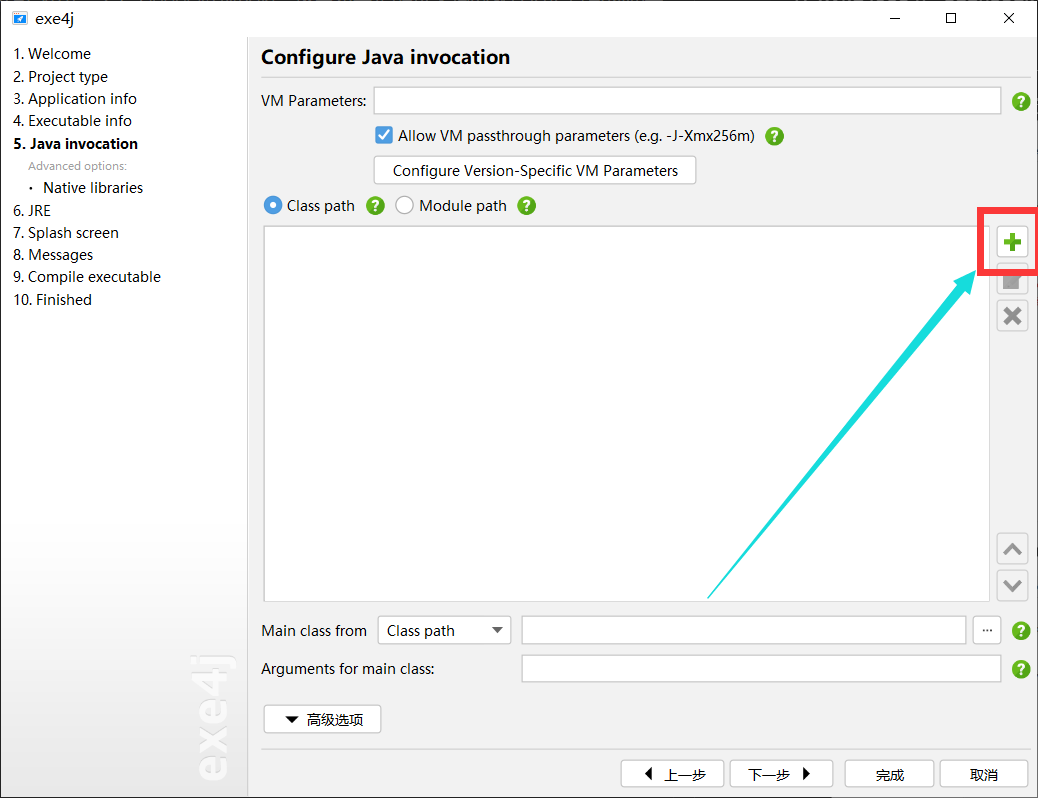 exe4j
1. Welcome
2. Project type
3. Application info
4. Executable info
5. Java invocation
Advanced options:
· Native libraries
6. JRE
7. Splash screen
8. Messages
9. Compile executable
10. Finished
exe4j
Configure Java invocation
VM Parameters:
Allow VM passthrough parameters (e.g. -J-Xmx256m)
Configure Version-Specific VM Parameters
Class path
Module path
Main class from
Class path
...
Arguments for main class:
高级选项
上一步
下一步
完成
取消